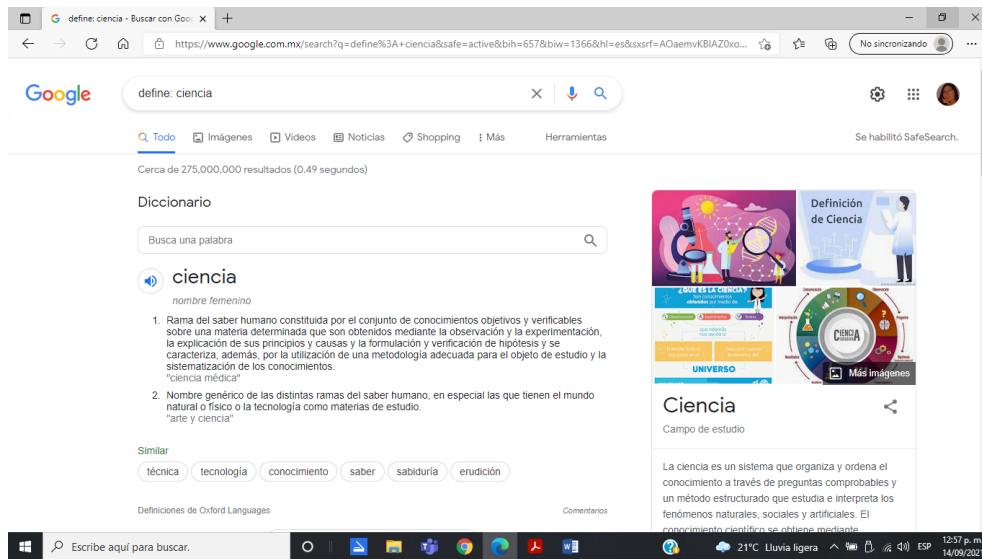 define: ciencia - Buscar con Goo
https://www.google.com.mx/search?q=define%3A+ciencia&safe=active&bih=657&biw=1366&hl=es&sxsrf=AOaemvKBIAZ0xo...
No sincronizando
Google
define: ciencia
Todo Imágenes Videos Noticias Shopping Más Herramientas
Se habilitó SafeSearch.
Cerca de 275,000,000 resultados (0.49 segundos)
Diccionario
Busca una palabra
ciencia
nombre femenino
1. Rama del saber humano constituida por el conjunto de conocimientos objetivos y verificables
sobre una materia determinada que son obtenidos mediante la observación y la experimentación,
la explicación de sus principios y causas y la formulación y verificación de hipótesis y se
caracteriza, además, por la utilización de una metodología adecuada para el objeto de estudio y la
sistematización de los conocimientos.
"ciencia médica"
2. Nombre genérico de las distintas ramas del saber humano, en especial las que tienen el mundo
natural o físico o la tecnología como materias de estudio.
"arte y ciencia"
Similar
técnica tecnología conocimiento saber sabiduría erudición
Definiciones de Oxford Languages
Comentarios
Definición
de Ciencia
¿QUÉ ES LA CIENCIA?
UNIVERSO
CIENCIA
Más imágenes
Ciencia
Campo de estudio
La ciencia es un sistema que organiza y ordena el
conocimiento a través de preguntas comprobables y
un método estructurado que estudia e interpreta los
fenómenos naturales, sociales y artificiales. El
conocimiento científico se obtiene mediante
Escribe aquí para buscar.
21°C Lluvia ligera
ESP
12:57 p. m.
14/09/2021